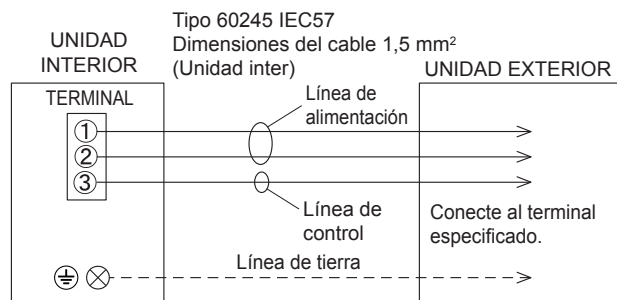 Tipo 60245 IEC57
Dimensiones del cable 1,5 mm²
(Unidad inter)
UNIDAD
INTERIOR
UNIDAD EXTERIOR
TERMINAL
Línea de
alimentación
1
2
3
Línea de
control
Conecte al terminal
especificado.
Línea de tierra